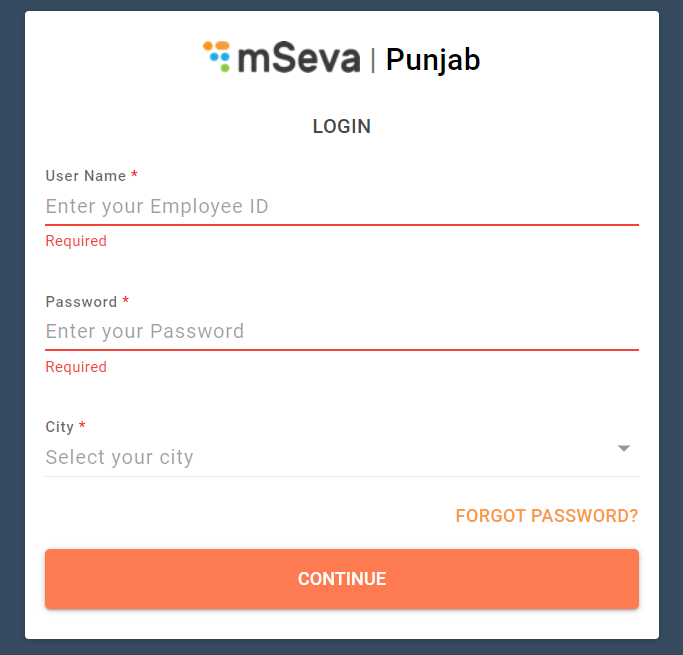 mSeva | Punjab
LOGIN
User Name *
Enter your Employee ID
Required
Password *
Enter your Password
Required
City *
Select your city
FORGOT PASSWORD?
CONTINUE